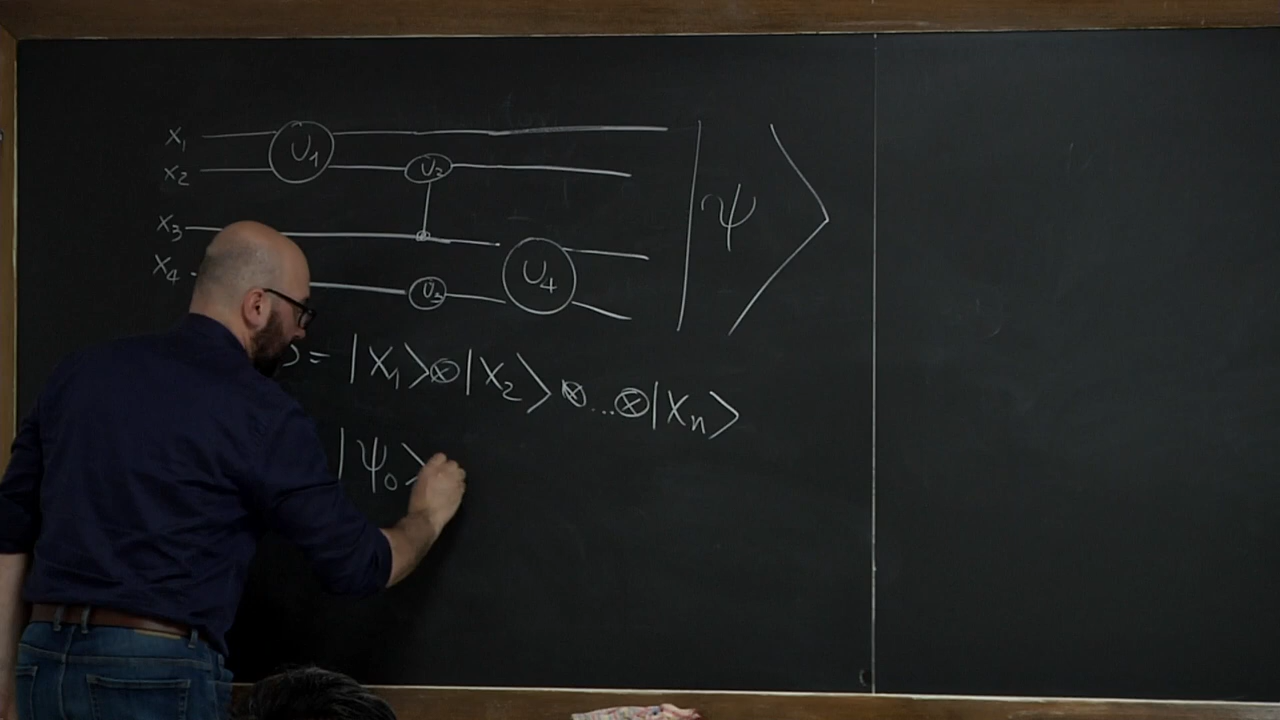 X₁ U₁
X₂ U₂
X₃
X₄ U₃ U₄
|ψ⟩
= |X₁⟩⊗|X₂⟩⊗...⊗|Xₙ⟩
|ψ₀⟩